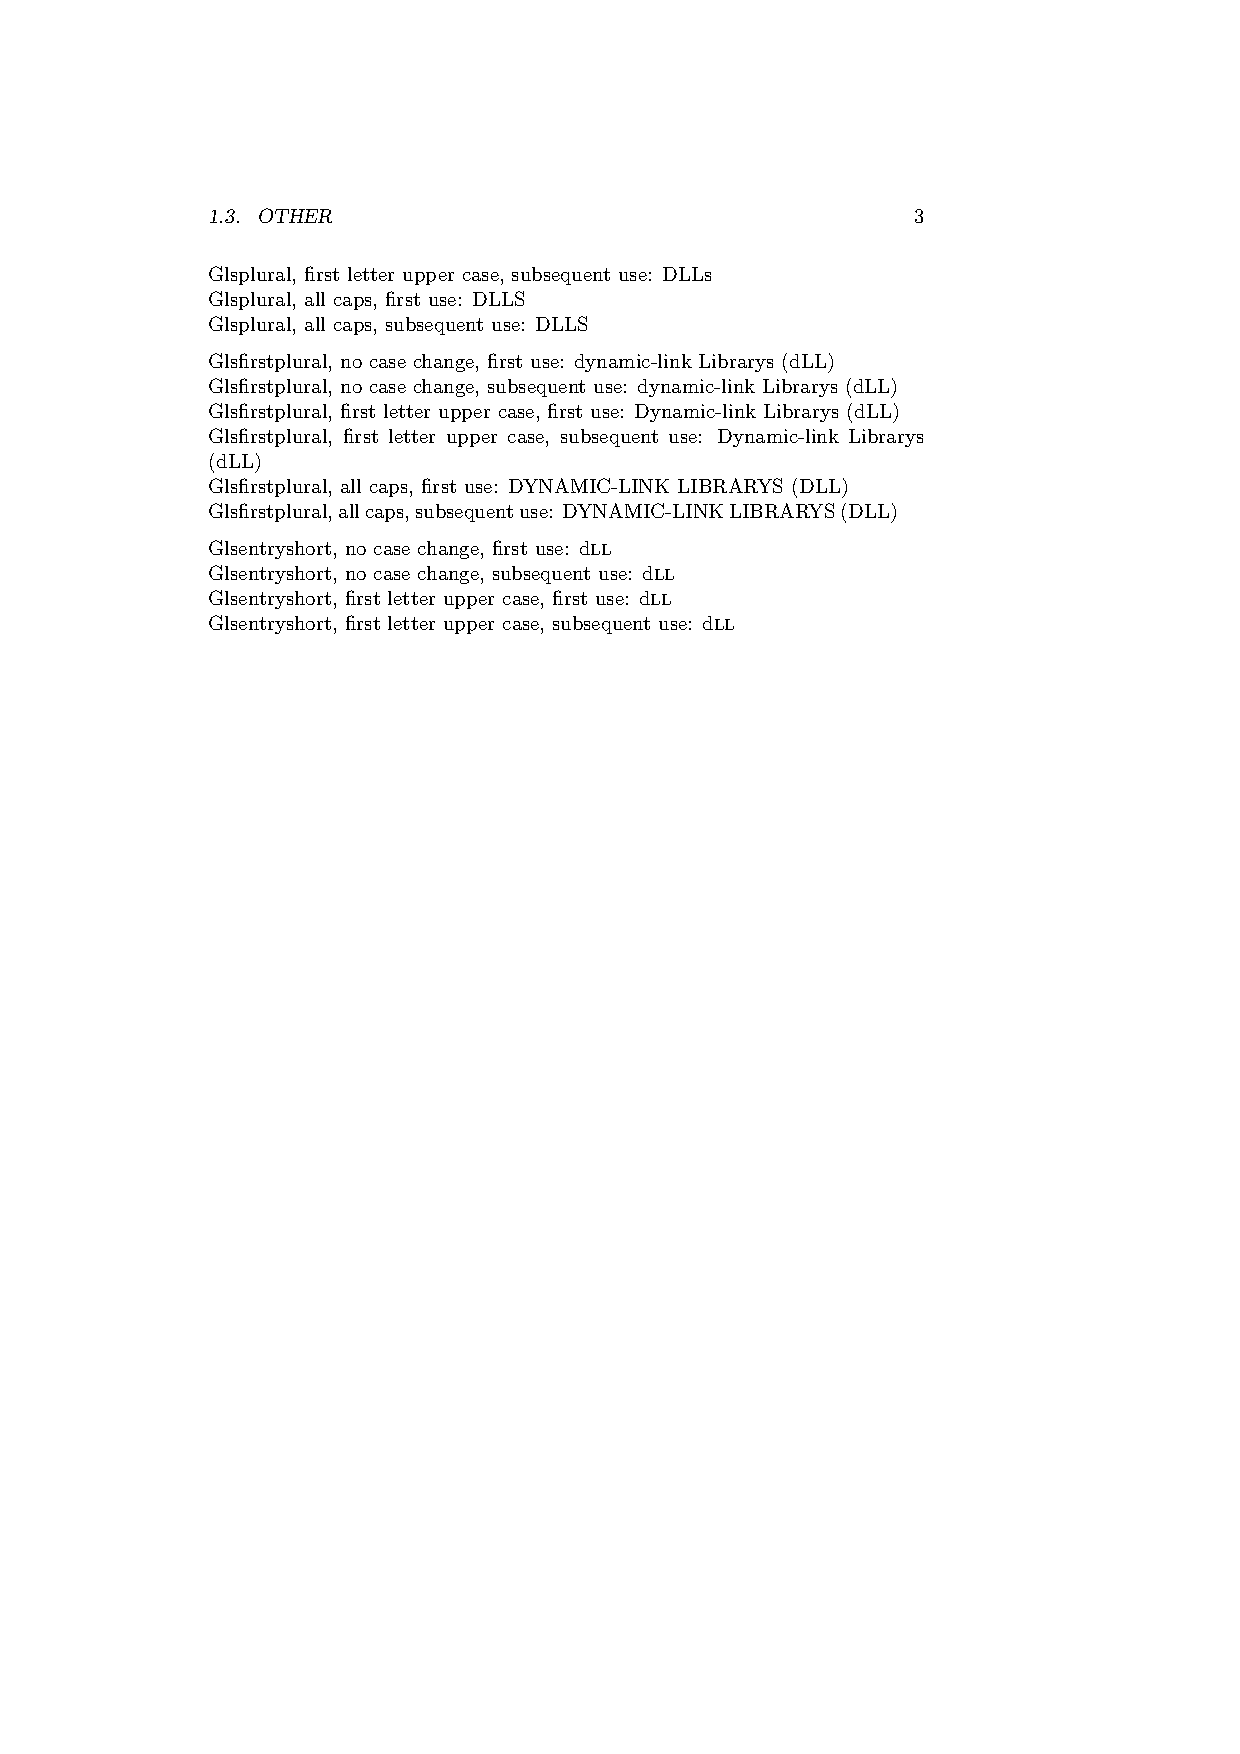 1.3. OTHER 3
Glsplural, first letter upper case, subsequent use: DLLs
Glsplural, all caps, first use: DLLS
Glsplural, all caps, subsequent use: DLLS
Glsfirstplural, no case change, first use: dynamic-link Librarys (dLL)
Glsfirstplural, no case change, subsequent use: dynamic-link Librarys (dLL)
Glsfirstplural, first letter upper case, first use: Dynamic-link Librarys (dLL)
Glsfirstplural, first letter upper case, subsequent use: Dynamic-link Librarys
(dLL)
Glsfirstplural, all caps, first use: DYNAMIC-LINK LIBRARYS (DLL)
Glsfirstplural, all caps, subsequent use: DYNAMIC-LINK LIBRARYS (DLL)
Glsentryshort, no case change, first use: dʟʟ
Glsentryshort, no case change, subsequent use: dʟʟ
Glsentryshort, first letter upper case, first use: dʟʟ
Glsentryshort, first letter upper case, subsequent use: dʟʟ